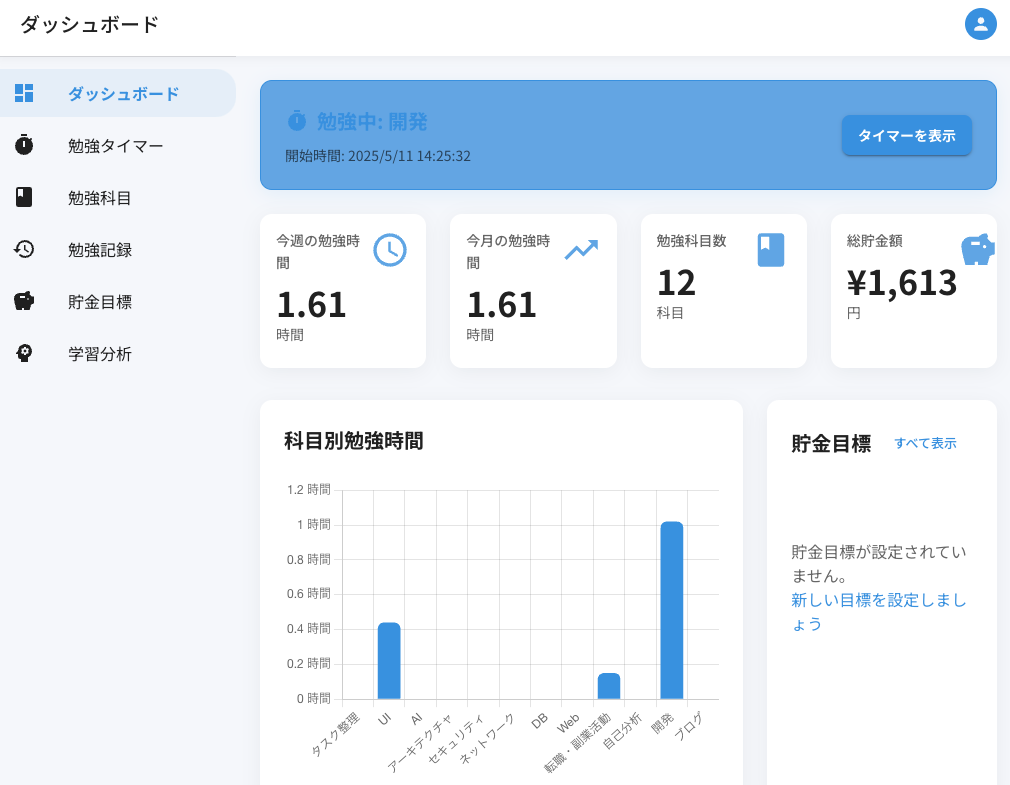 ダッシュボード
ダッシュボード
勉強タイマー
勉強科目
勉強記録
貯金目標
学習分析
勉強中: 開発
開始時間: 2025/5/11 14:25:32
タイマーを表示
今週の勉強時
間
1.61
時間
今月の勉強時
間
1.61
時間
勉強科目数
12
科目
総貯金額
¥1,613
円
科目別勉強時間
1.2 時間
1 時間
0.8 時間
0.6 時間
0.4 時間
0.2 時間
0 時間
タスク整理
UI
AI
アーキテクチャ
セキュリティ
ネットワーク
DB
Web
転職・副業活動
自己分析
開発
ブログ
貯金目標
すべて表示
貯金目標が設定されてい
ません。
新しい目標を設定しまし
ょう